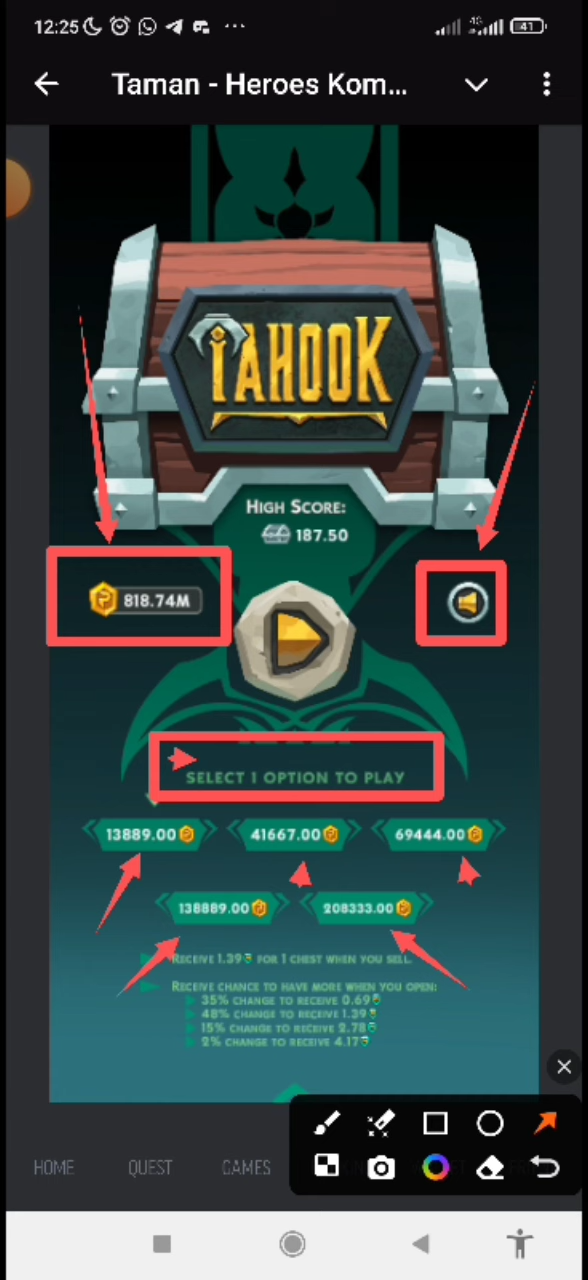 12:25
4G
41
Taman - Heroes Kom...
TAHOOK
HIGH SCORE:
187.50
818.74M
SELECT 1 OPTION TO PLAY
13889.00
41667.00
69444.00
138889.00
208333.00
RECEIVE 1.39 FOR 1 CHEST WHEN YOU SELL.
RECEIVE CHANCE TO HAVE MORE WHEN YOU OPEN:
35% CHANGE TO RECEIVE 0.69
48% CHANGE TO RECEIVE 1.39
15% CHANGE TO RECEIVE 2.78
2% CHANGE TO RECEIVE 4.17
HOME QUEST GAMES